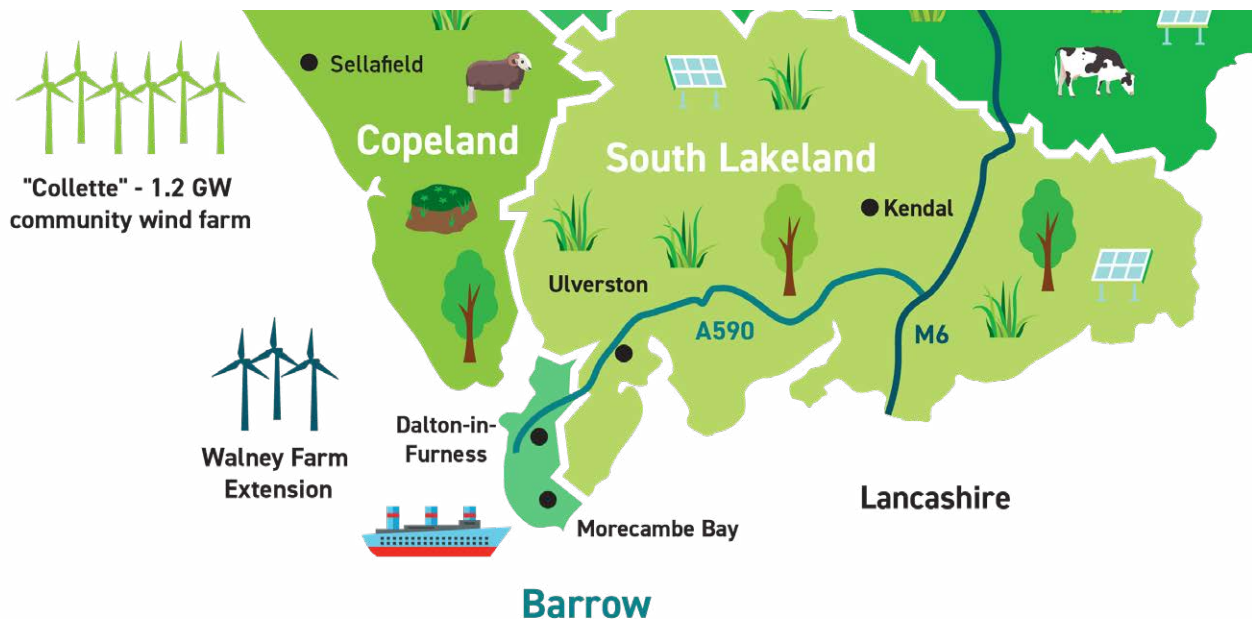 Sellafield
Copeland
South Lakeland
"Collette" - 1.2 GW
community wind farm
Kendal
Ulverston
A590
M6
Dalton-in-
Furness
Walney Farm
Extension
Lancashire
Morecambe Bay
Barrow